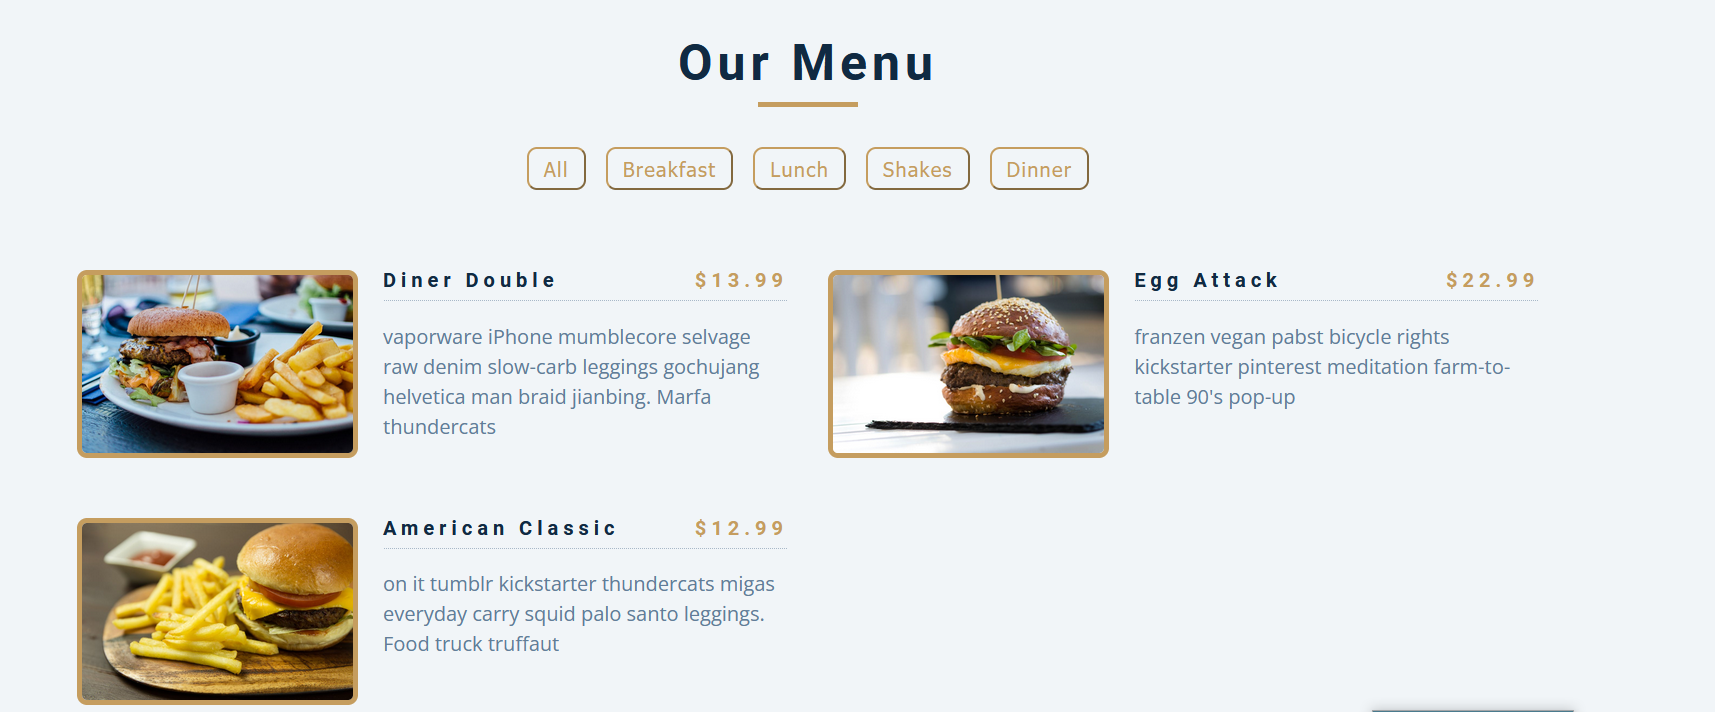 Our Menu
All
Breakfast
Lunch
Shakes
Dinner
Diner Double
$13.99
vaporware iPhone mumblecore selvage
raw denim slow-carb leggings gochujang
helvetica man braid jianbing. Marfa
thundercats
Egg Attack
$22.99
franzen vegan pabst bicycle rights
kickstarter pinterest meditation farm-to-
table 90's pop-up
American Classic
$12.99
on it tumblr kickstarter thundercats migas
everyday carry squid palo santo leggings.
Food truck truffaut